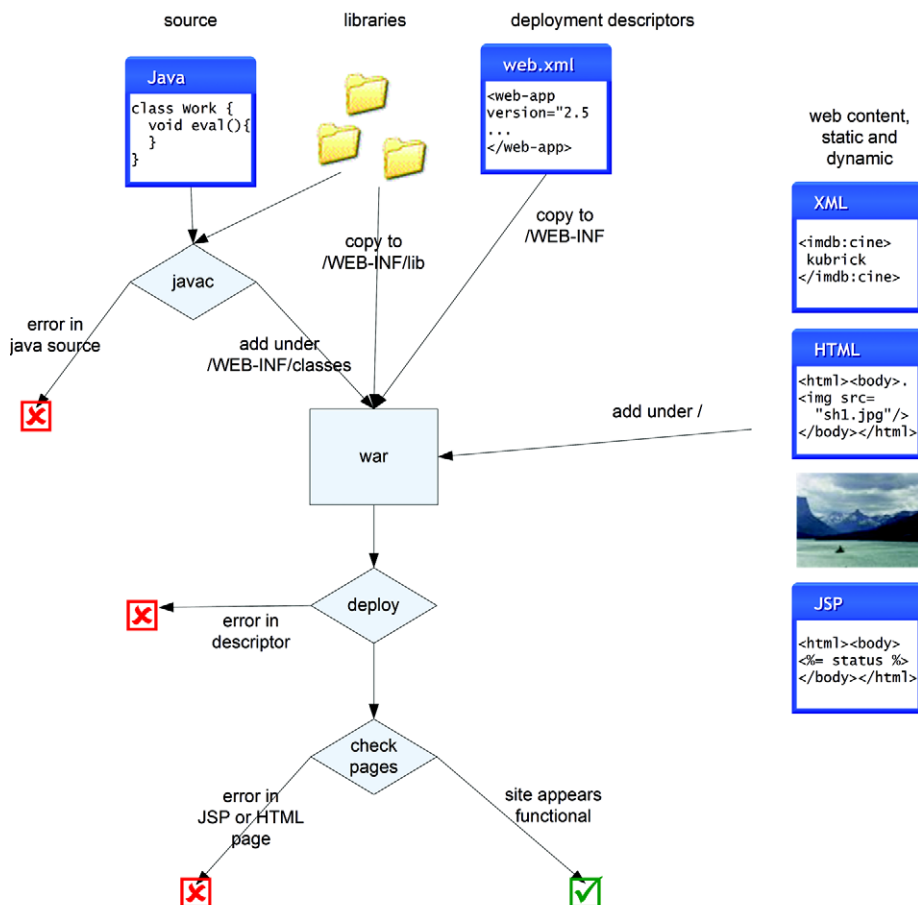 source
libraries
deployment descriptors
Java
class Work {
void eval(){
}
}
web.xml
<web-app
version="2.5
...
</web-app>
web content,
static and
dynamic
XML
<imdb:cine>
kubrick
</imdb:cine>
copy to
/WEB-INF/lib
copy to
/WEB-INF
javac
error in
java source
add under
/WEB-INF/classes
HTML
<html><body>.
<img src=
"sh1.jpg"/>
</body></html>
add under /
war
deploy
error in
descriptor
JSP
<html><body>
<%= status %>
</body></html>
check
pages
error in
JSP or HTML
page
site appears
functional